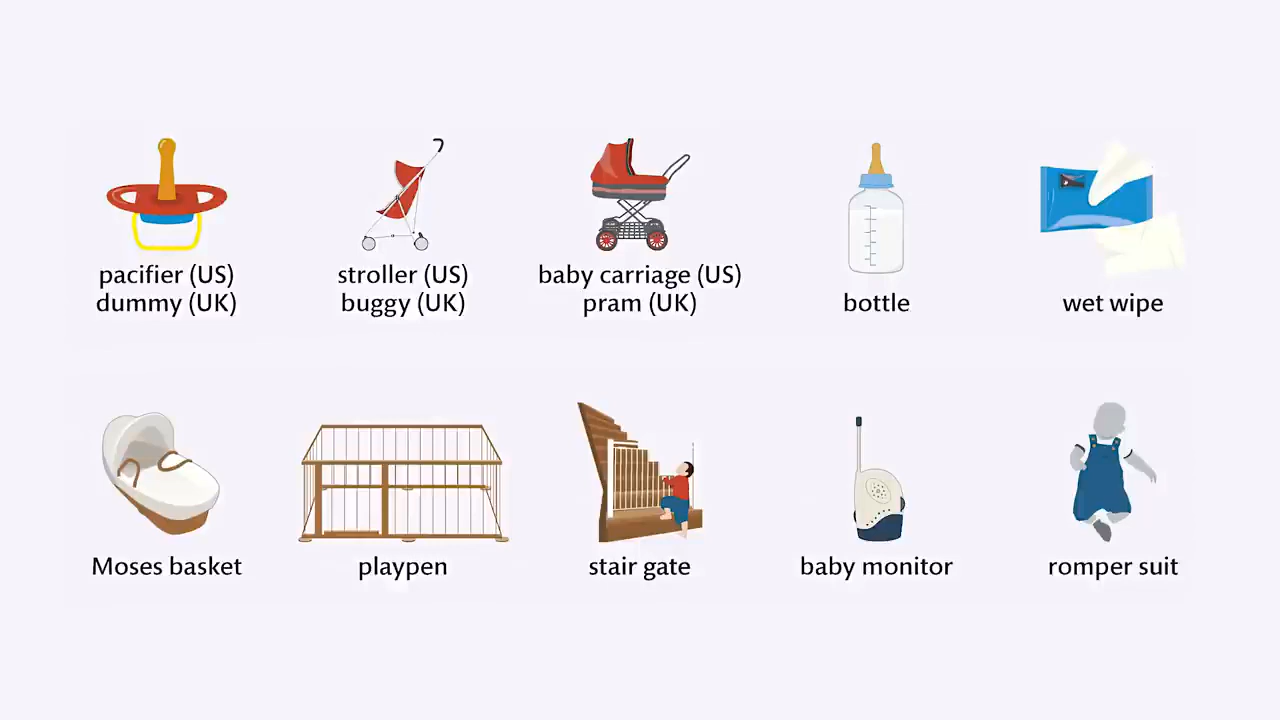 pacifier (US)
dummy (UK)
stroller (US)
buggy (UK)
baby carriage (US)
pram (UK)
bottle
wet wipe
Moses basket
playpen
stair gate
baby monitor
romper suit